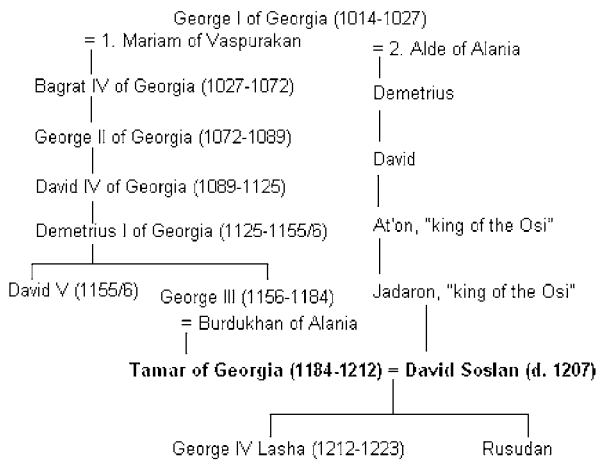 George I of Georgia (1014-1027)
= 1. Mariam of Vaspurakan
= 2. Alde of Alania
Bagrat IV of Georgia (1027-1072)
Demetrius
George II of Georgia (1072-1089)
David
David IV of Georgia (1089-1125)
At'on, "king of the Osi"
Demetrius I of Georgia (1125-1155/6)
David V (1155/6)
George III (1156-1184)
Jadaron, "king of the Osi"
= Burdukhan of Alania
Tamar of Georgia (1184-1212) = David Soslan (d. 1207)
George IV Lasha (1212-1223)
Rusudan